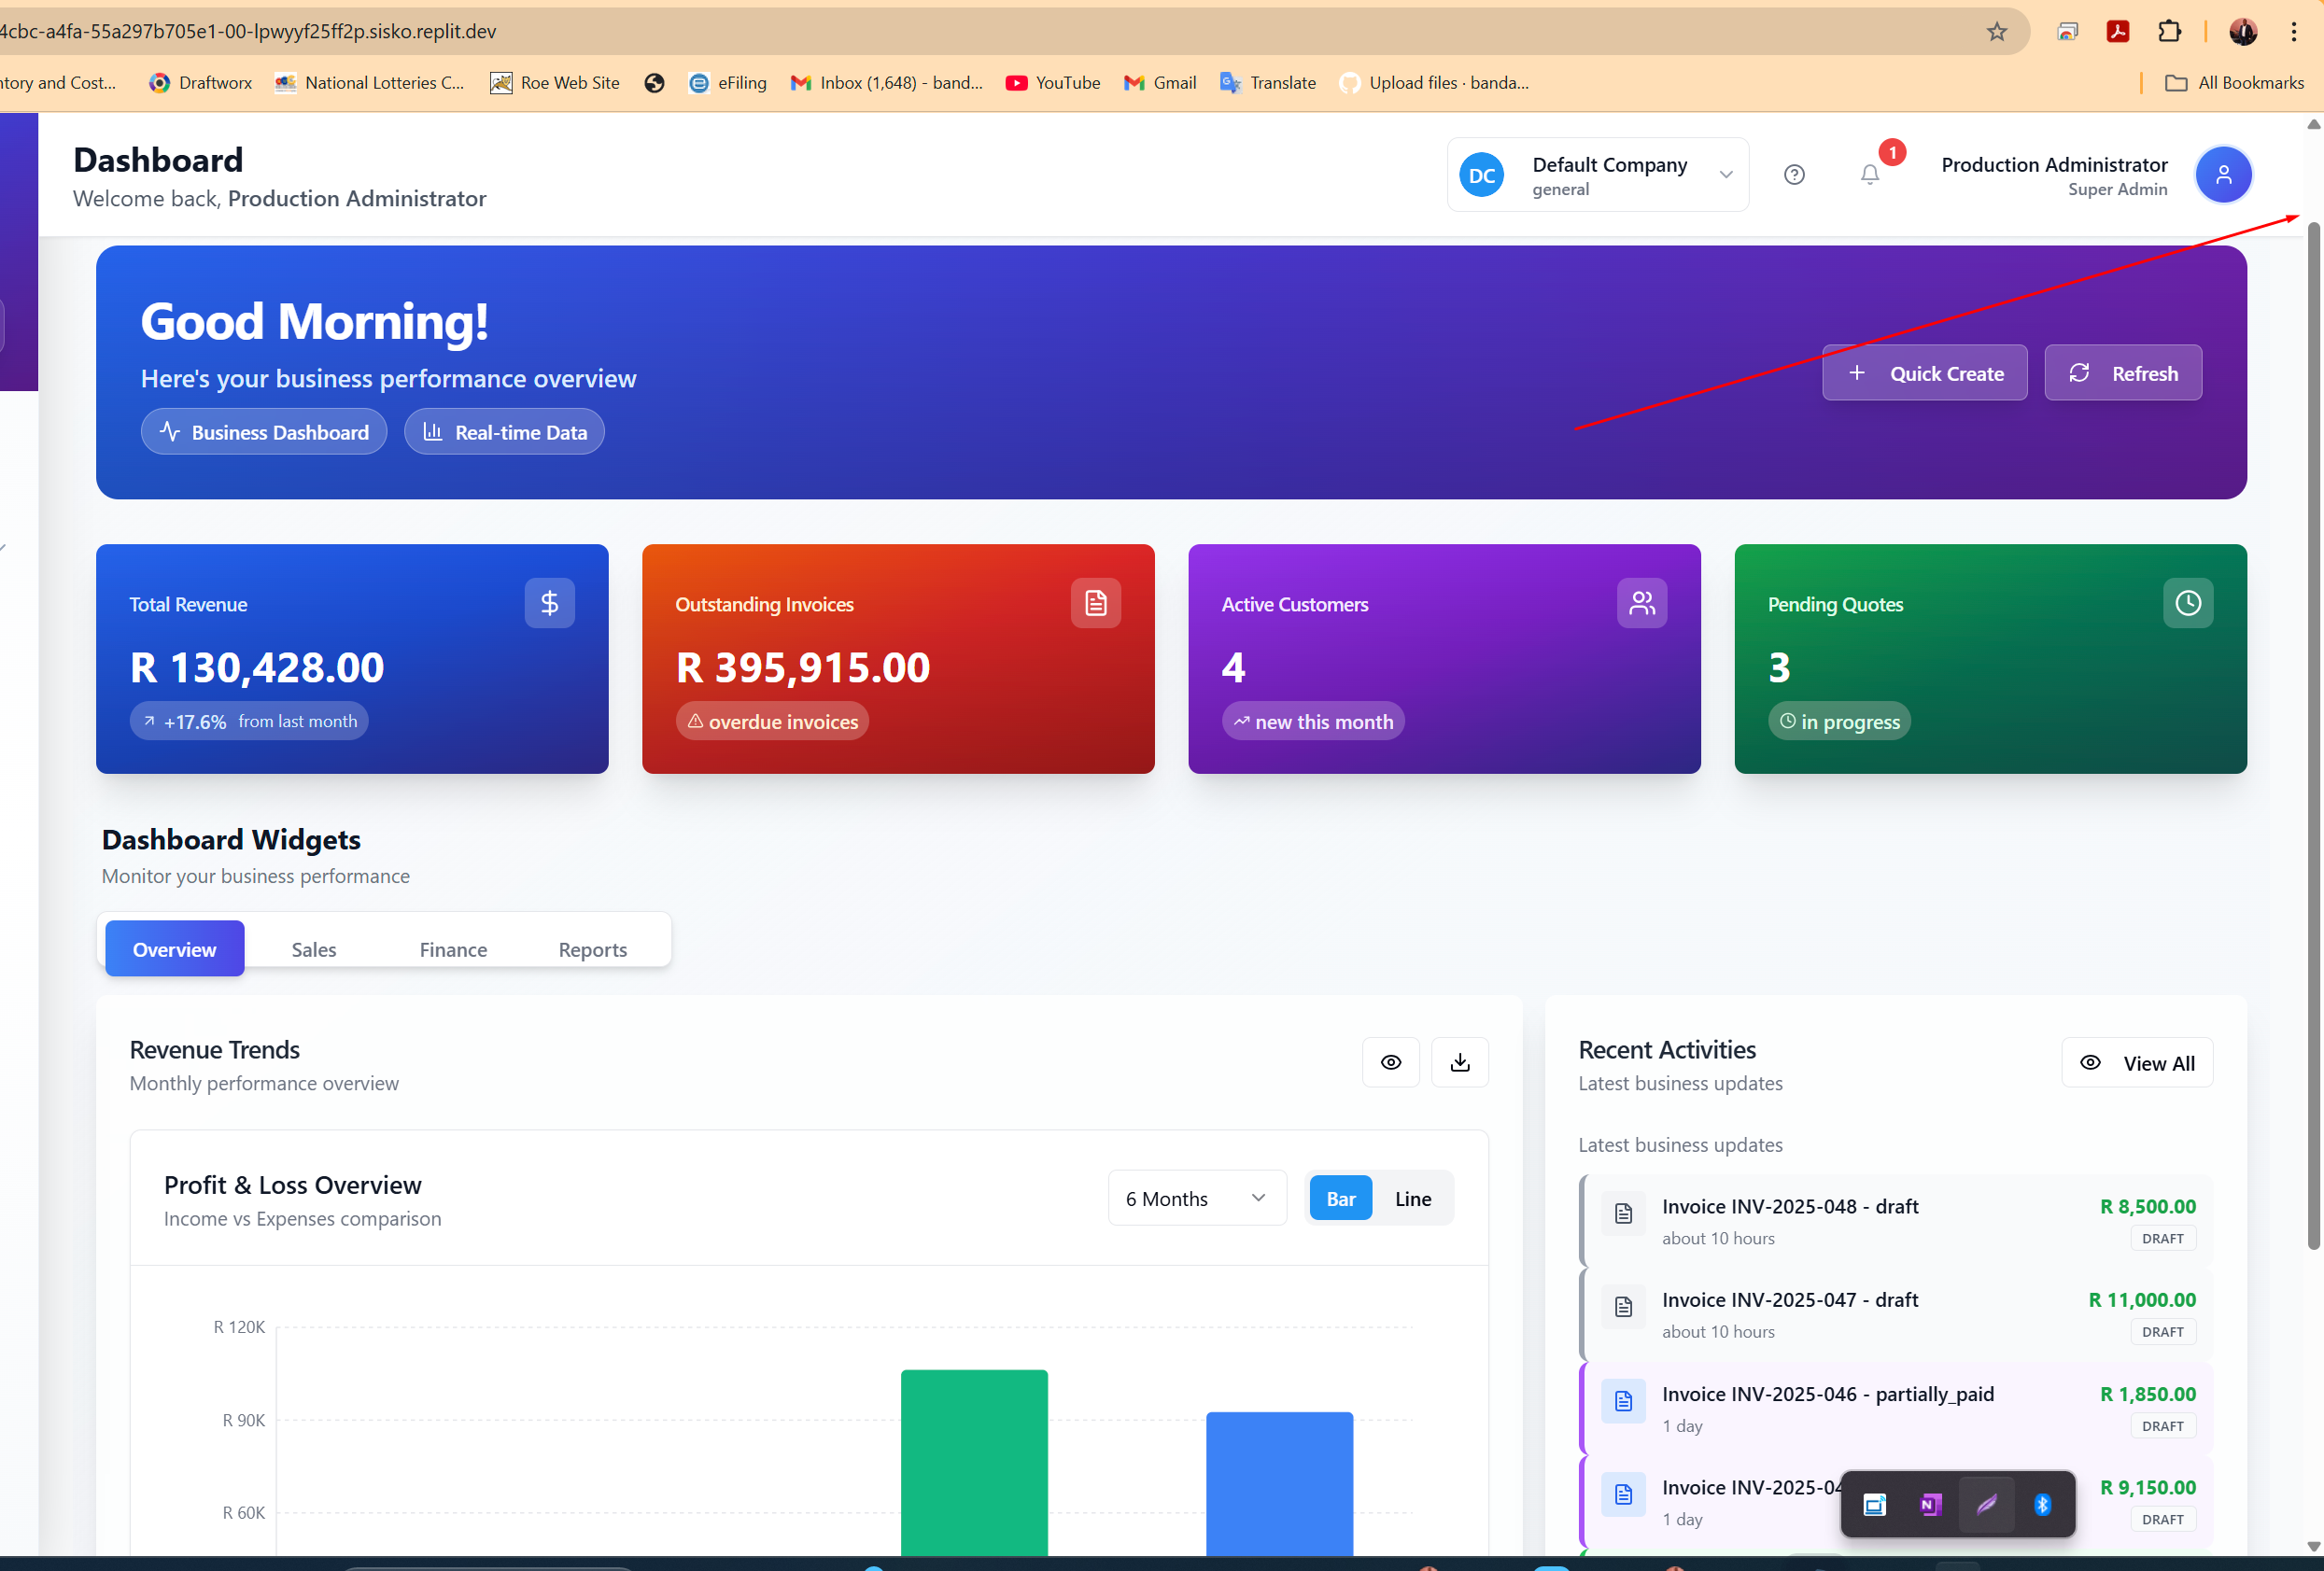 4cbc-a4fa-55a297b705e1-00-lpwyyf25ff2p.sisko.replit.dev
ntory and Cost... Draftworx National Lotteries C... Roe Web Site eFiling Inbox (1,648) - band... YouTube Gmail Translate Upload files · banda... All Bookmarks
Dashboard
Welcome back, Production Administrator
DC Default Company
general
1
Production Administrator
Super Admin
Good Morning!
Here's your business performance overview
Business Dashboard Real-time Data
Quick Create Refresh
Total Revenue
R 130,428.00
+17.6% from last month
Outstanding Invoices
R 395,915.00
overdue invoices
Active Customers
4
new this month
Pending Quotes
3
in progress
Dashboard Widgets
Monitor your business performance
Overview Sales Finance Reports
Revenue Trends
Monthly performance overview
Profit & Loss Overview
Income vs Expenses comparison
6 Months Bar Line
R 120K
R 90K
R 60K
Recent Activities
Latest business updates
View All
Latest business updates
Invoice INV-2025-048 - draft R 8,500.00
about 10 hours DRAFT
Invoice INV-2025-047 - draft R 11,000.00
about 10 hours DRAFT
Invoice INV-2025-046 - partially_paid R 1,850.00
1 day DRAFT
Invoice INV-2025-04 R 9,150.00
1 day DRAFT